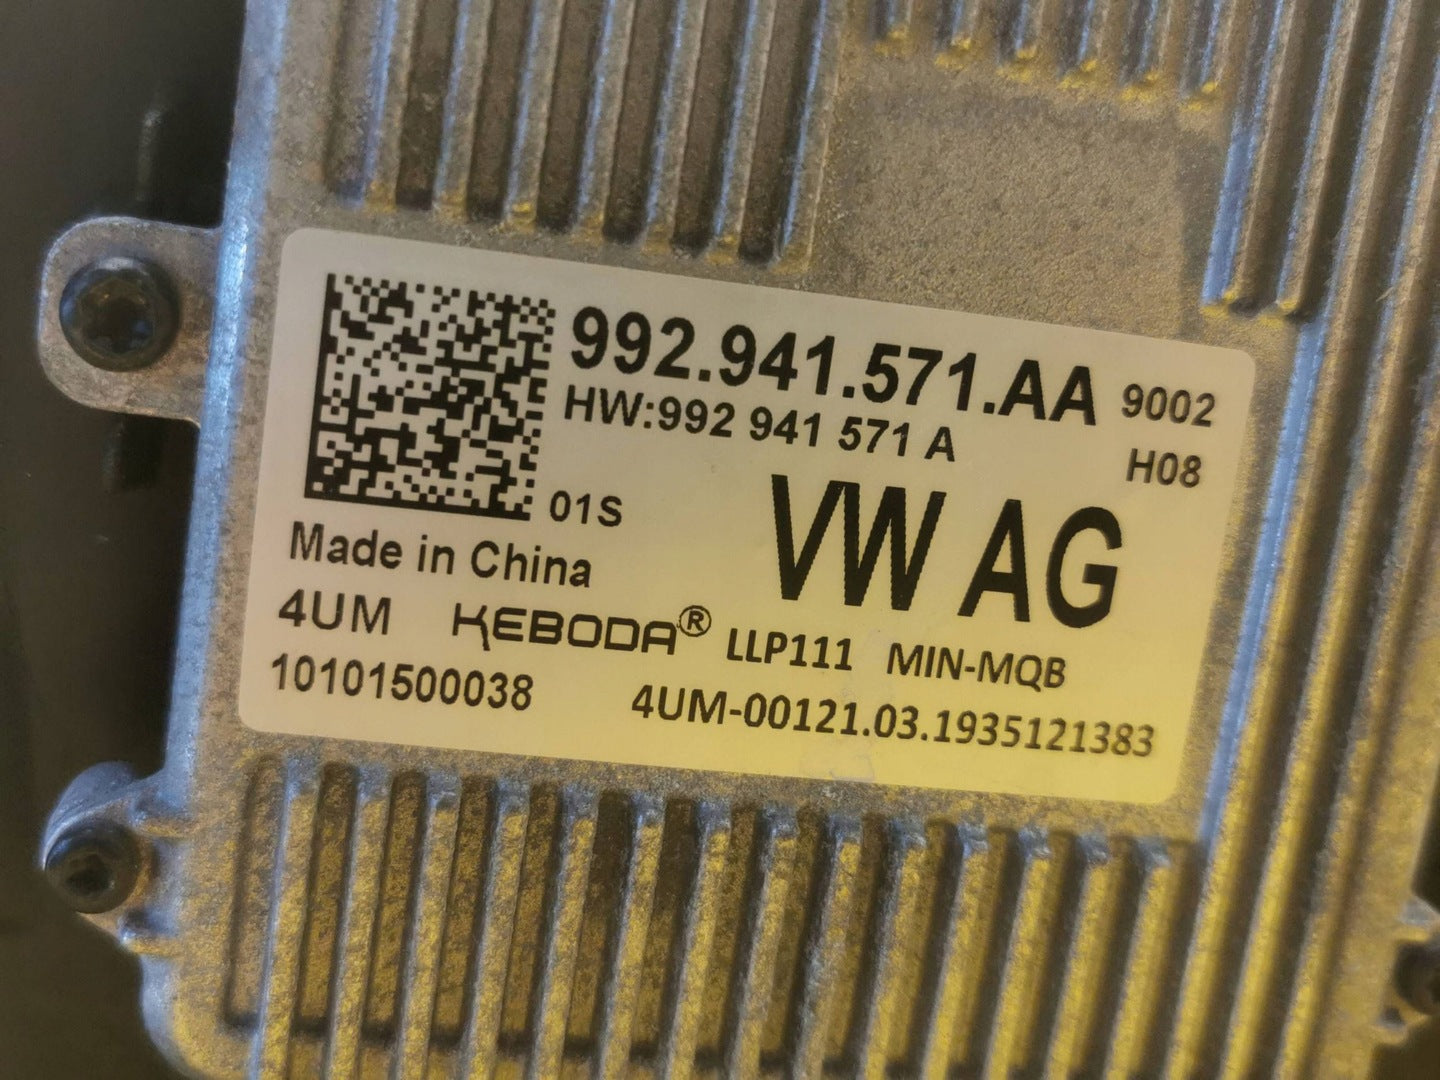 992.941.571.AA 9002
HW:992 941 571 A H08
01S VW AG
Made in China
4UM KEBODA® LLP111 MIN-MQB
10101500038 4UM-00121.03.1935121383